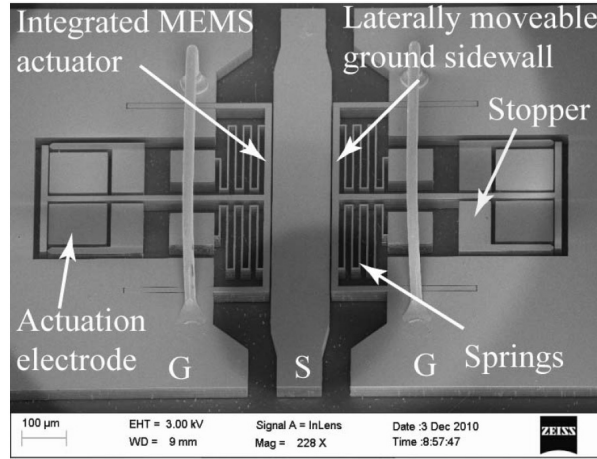 Integrated MEMS
actuator
Laterally moveable
ground sidewall
Stopper
Actuation
electrode
G
S
G
Springs
100 µm
EHT = 3.00 kV
WD = 9 mm
Signal A = InLens
Mag = 228 X
Date :3 Dec 2010
Time :8:57:47
ZEISS